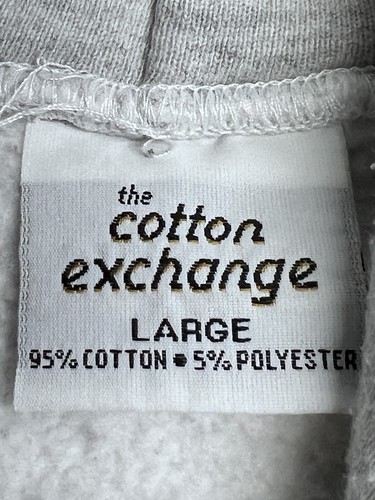 the
cotton
exchange
LARGE
95% COTTON • 5% POLYESTER